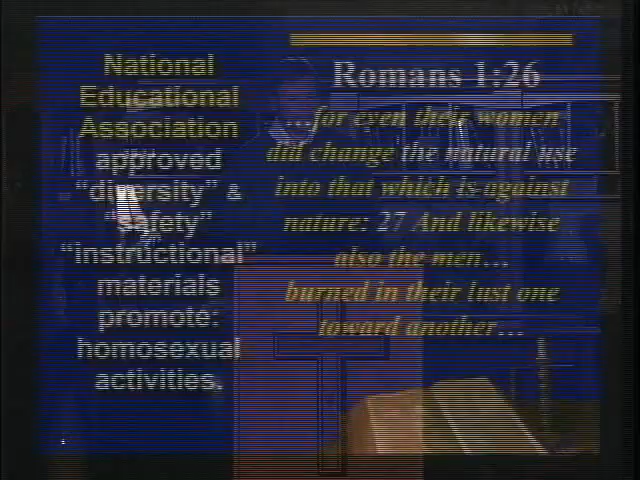 National
Educational
Association
approved
“diversity” &
“safety”
“instructional”
materials
promote:
homosexual
activities.
Romans 1:26
…for even their women
did change the natural use
into that which is against
nature: 27 And likewise
also the men…
burned in their lust one
toward another…